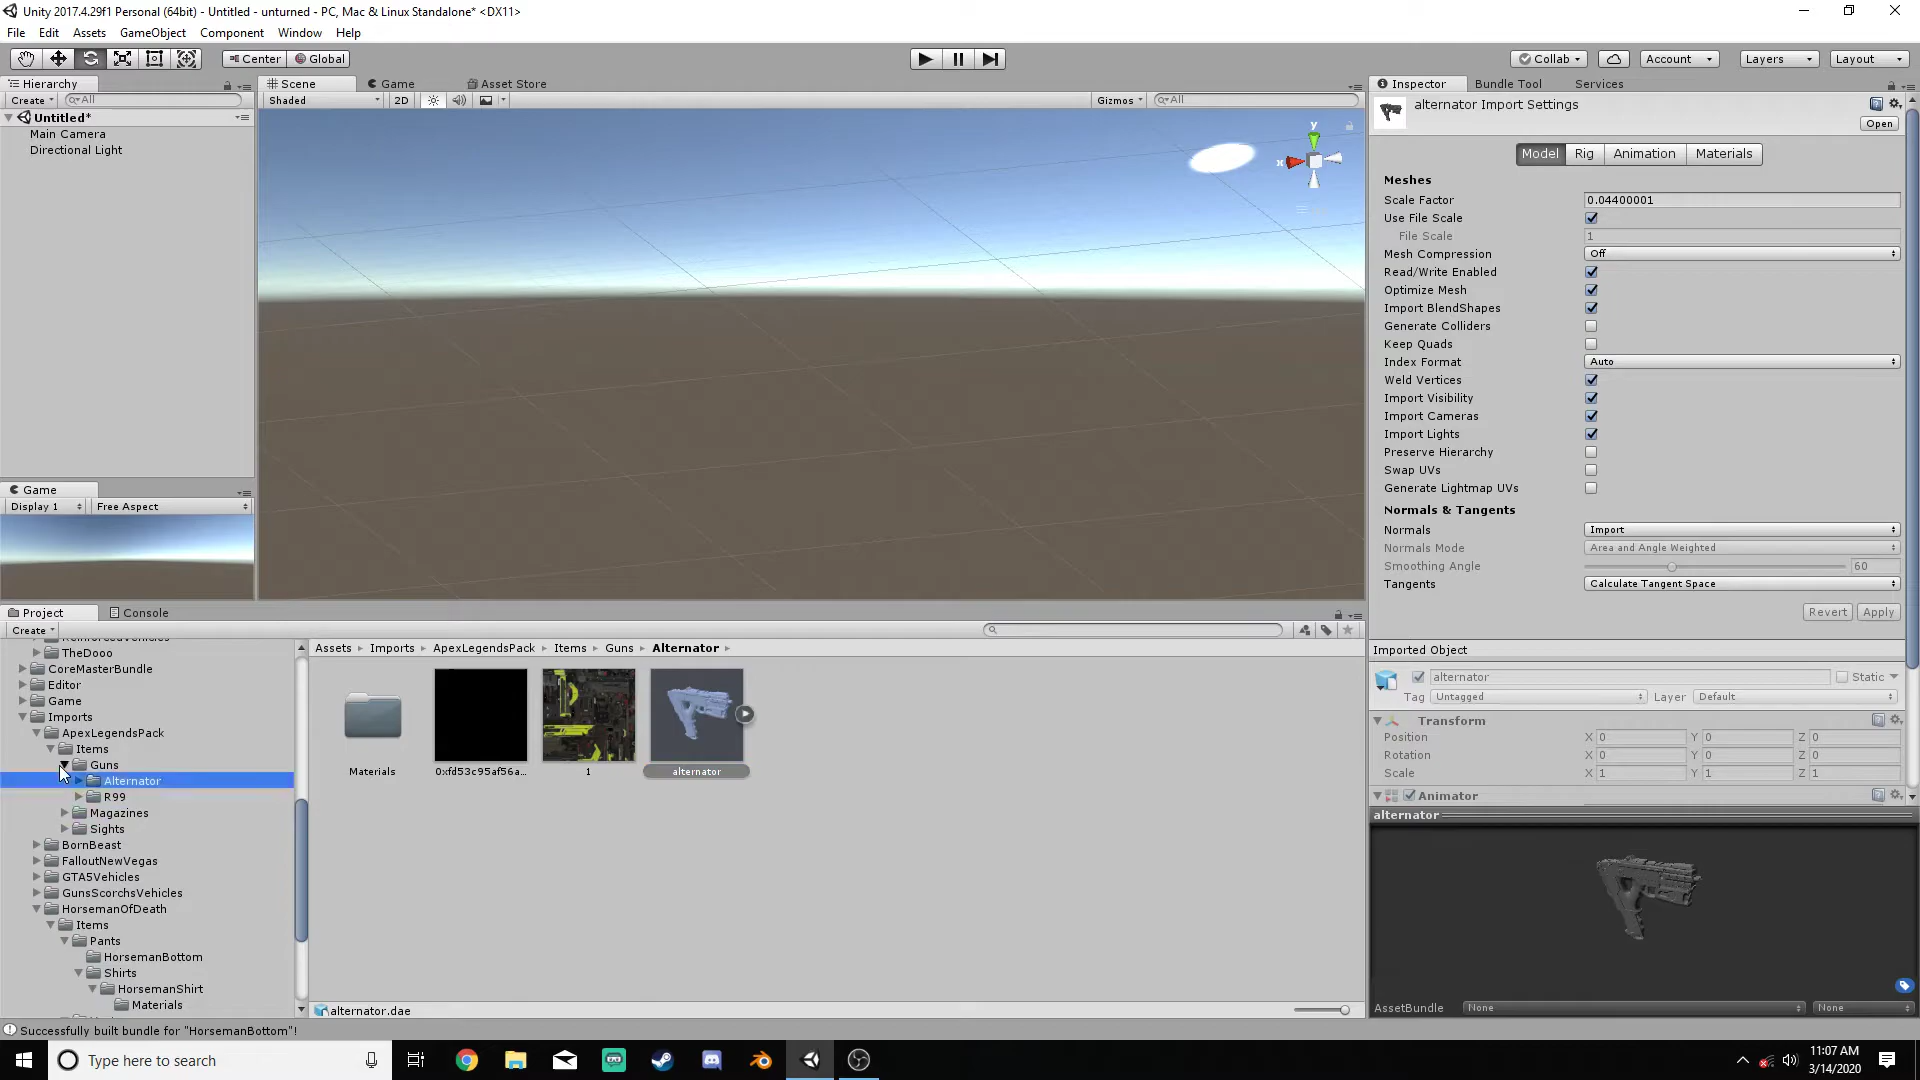 Unity 2017.4.29f1 Personal (64bit) - Untitled - unturned - PC, Mac & Linux Standalone* <DX11>
File Edit Assets GameObject Component Window Help
Center Global Collab Account Layers Layout
Hierarchy
Create All
Untitled*
Main Camera
Directional Light
Scene Game Asset Store
Shaded 2D Gizmos All
y
x
Game
Display 1 Free Aspect
Inspector Bundle Tool Services
alternator Import Settings
Open
Model Rig Animation Materials
Meshes
Scale Factor 0.04400001
Use File Scale
File Scale 1
Mesh Compression Off
Read/Write Enabled
Optimize Mesh
Import BlendShapes
Generate Colliders
Keep Quads
Index Format Auto
Weld Vertices
Import Visibility
Import Cameras
Import Lights
Preserve Hierarchy
Swap UVs
Generate Lightmap UVs
Normals & Tangents
Normals Import
Normals Mode Area and Angle Weighted
Smoothing Angle 60
Tangents Calculate Tangent Space
Revert Apply
Imported Object
alternator Static
Tag Untagged Layer Default
Transform
Position X 0 Y 0 Z 0
Rotation X 0 Y 0 Z 0
Scale X 1 Y 1 Z 1
Animator
alternator
AssetBundle None None
Project Console
Create
TheDooo
CoreMasterBundle
Editor
Game
Imports
ApexLegendsPack
Items
Guns
Alternator
R99
Magazines
Sights
BornBeast
FalloutNewVegas
GTA5Vehicles
GunsScorchsVehicles
HorsemanOfDeath
Items
Pants
HorsemanBottom
Shirts
HorsemanShirt
Materials
Assets Imports ApexLegendsPack Items Guns Alternator
Materials 0xfd53c95af56a... 1 alternator
alternator.dae
Successfully built bundle for "HorsemanBottom"!
Type here to search
11:07 AM
3/14/2020